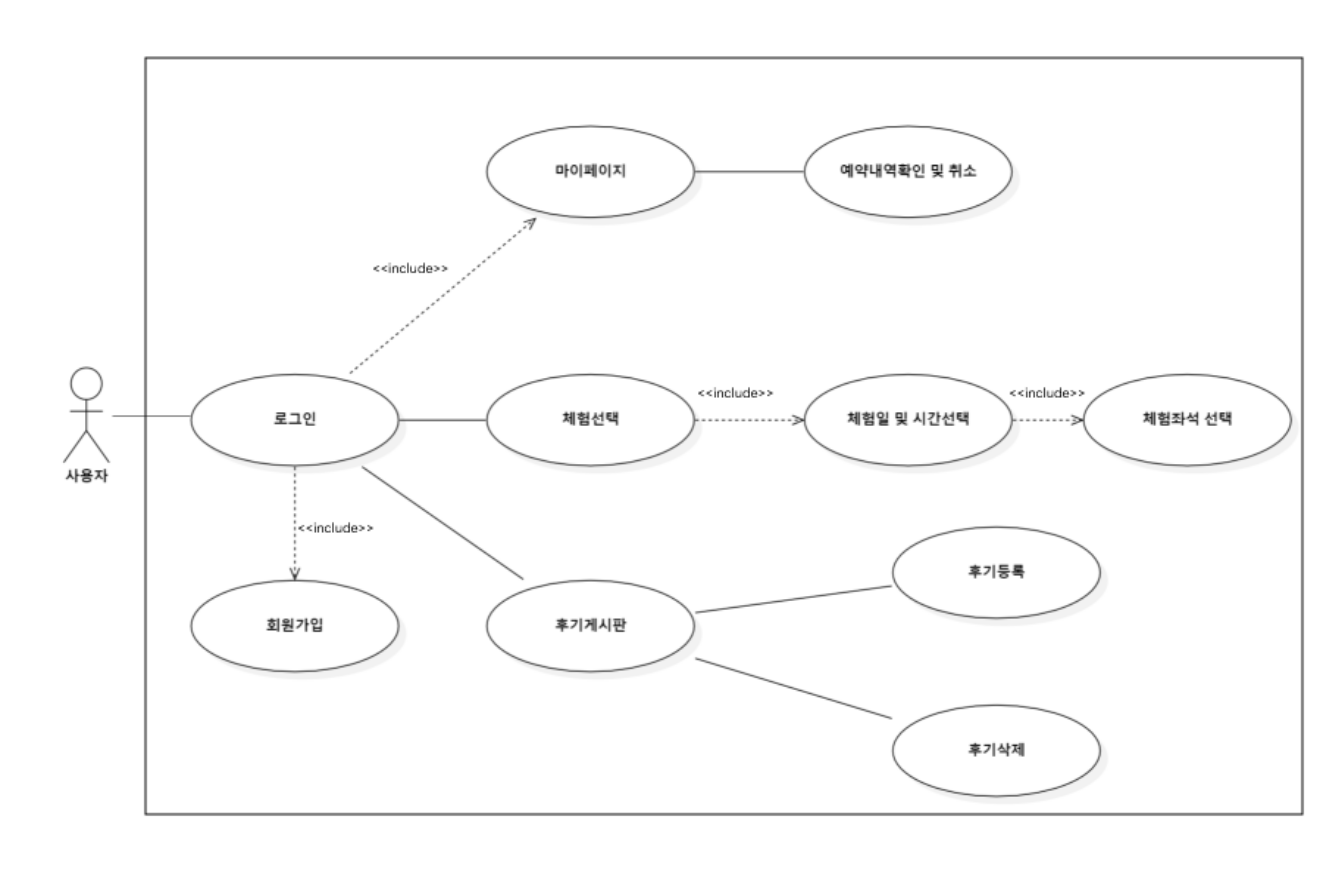 마이페이지
예약내역확인 및 취소
<<include>>
사용자
로그인
체험선택
<<include>>
체험일 및 시간선택
<<include>>
체험좌석 선택
<<include>>
회원가입
후기게시판
후기등록
후기삭제